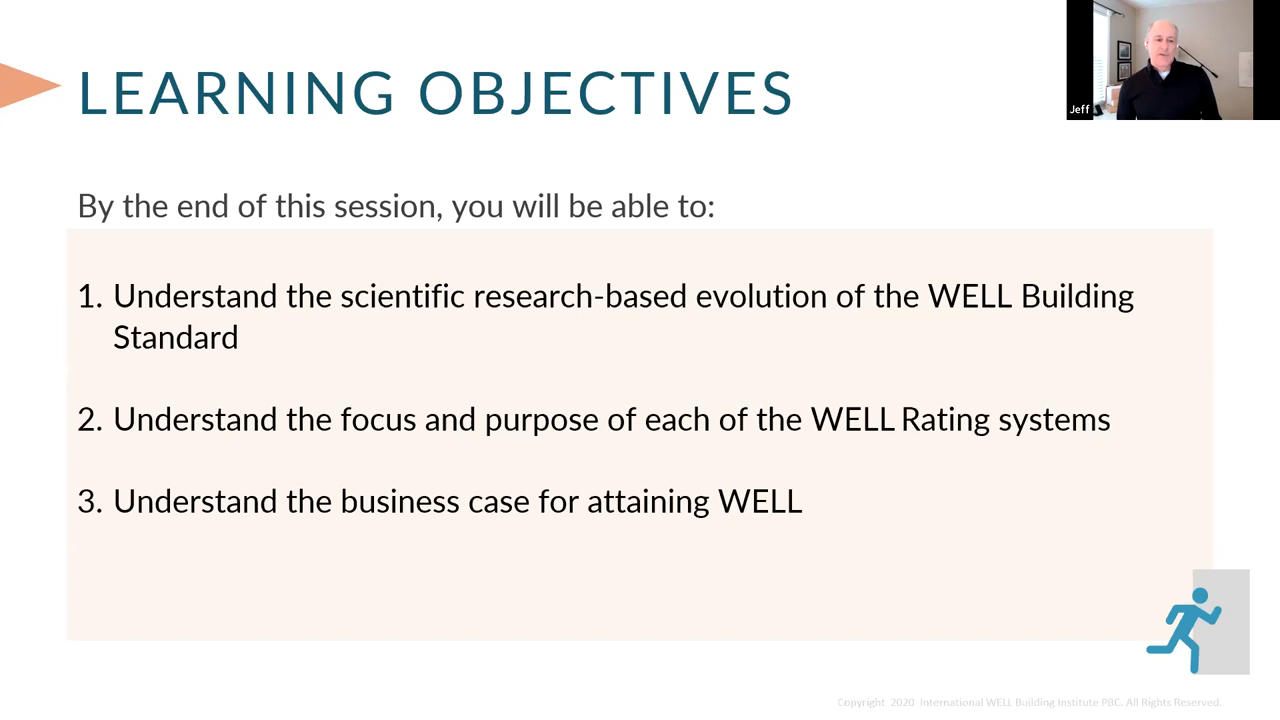 LEARNING OBJECTIVES
Jeff
By the end of this session, you will be able to:
1. Understand the scientific research-based evolution of the WELL Building
Standard
2. Understand the focus and purpose of each of the WELL Rating systems
3. Understand the business case for attaining WELL
Copyright 2020 International WELL Building Institute PBC. All Rights Reserved.